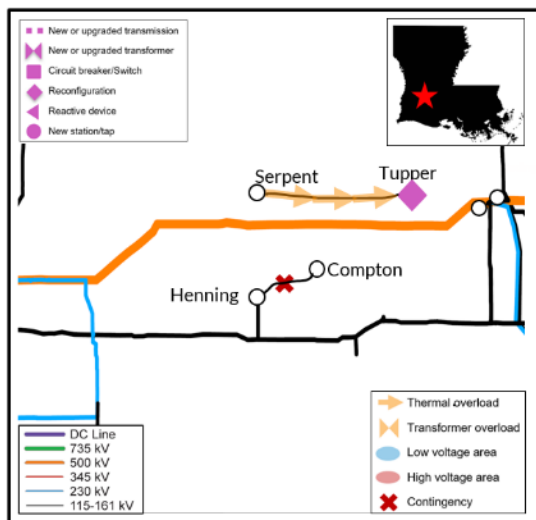 New or upgraded transmission
New or upgraded transformer
Circuit breaker/Switch
Reconfiguration
Reactive device
New station/tap
Serpent
Tupper
Compton
Henning
DC Line
735 kV
500 kV
345 kV
230 kV
115-161 kV
Thermal overload
Transformer overload
Low voltage area
High voltage area
Contingency